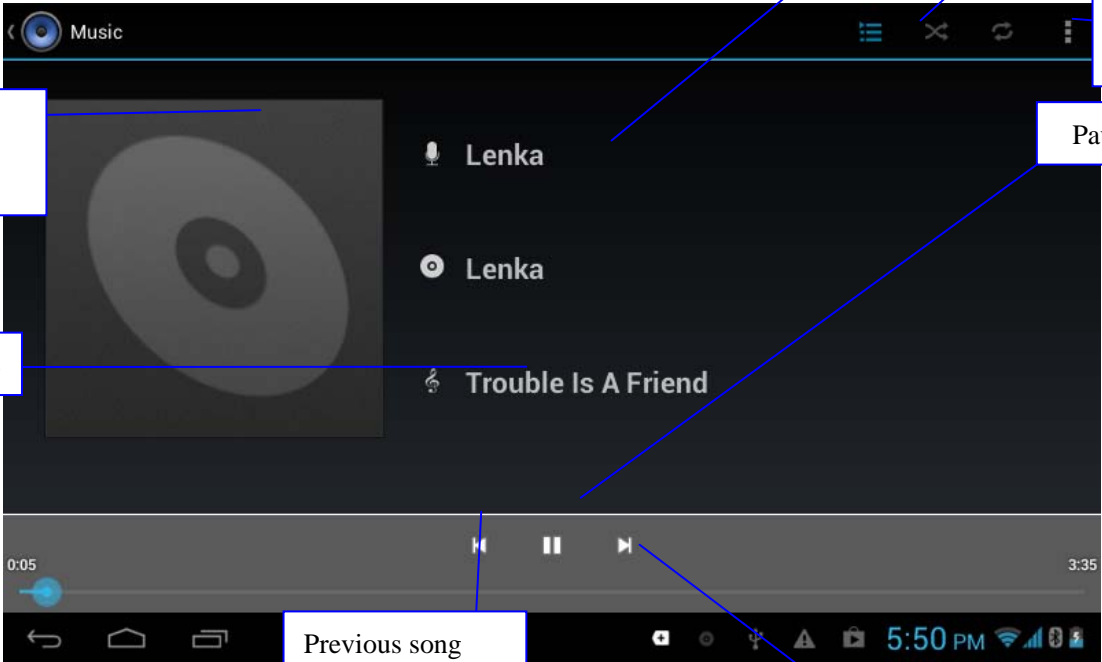 Music
Lenka
Lenka
Trouble Is A Friend
0:05
3:35
Previous song
5:50 PM